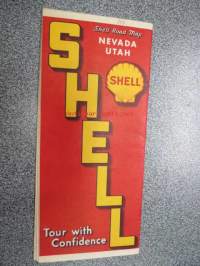 Shell Road Map
NEVADA
UTAH
SHELL
SHELL
Tour with
Confidence